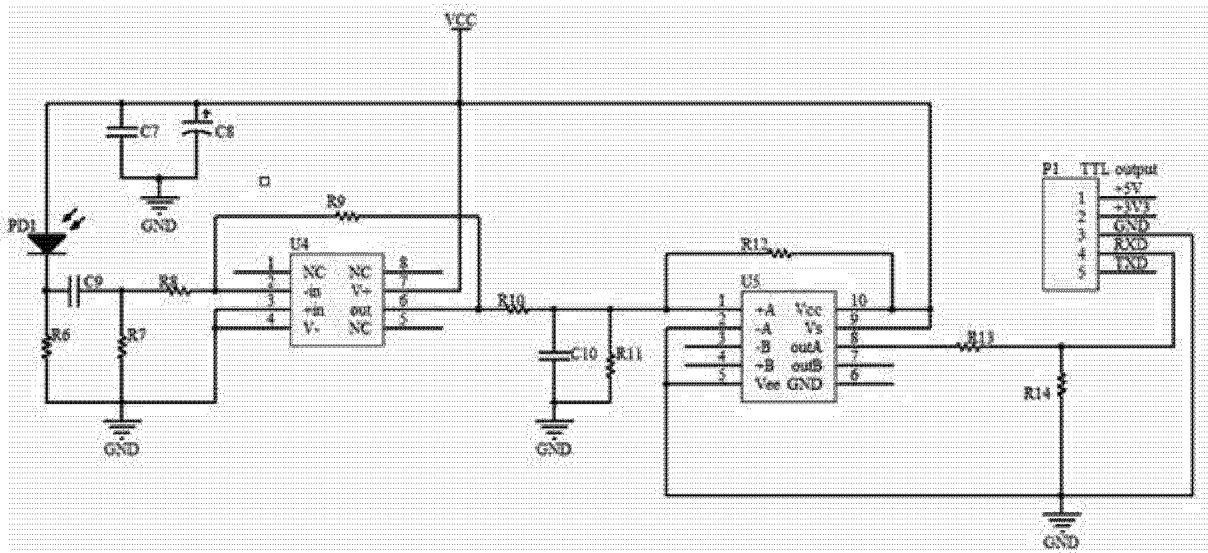 VCC
C7
C8
P1 TTL output
+5V
1
+3V3
2
GND
3
RXD
4
TXD
5
PD1
GND
R9
R12
U4
U5
1 NC NC 8
2 -in V+ 7
3 +in out 6
4 V- NC 5
C9
R8
R6
R7
R10
C10
R11
1 +A Vcc 10
2 -A Vs 9
3 -B outA 8
4 +B outB 7
5 Vee GND 6
R13
R14
GND
GND
GND